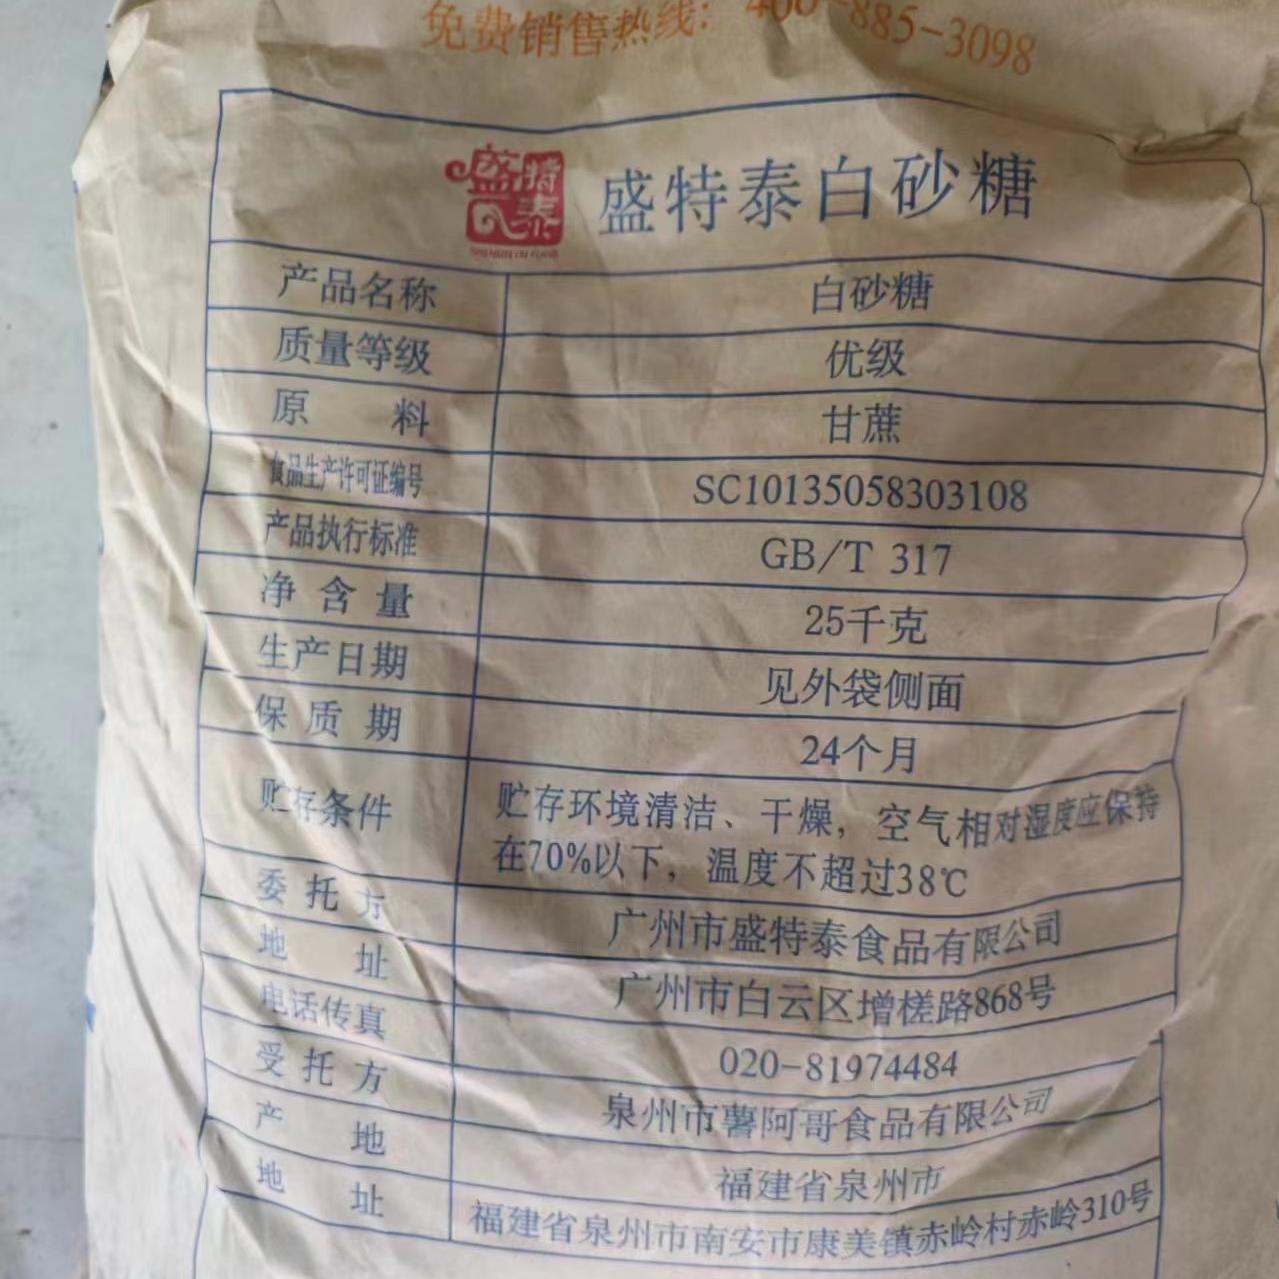 免费销售热线：400-885-3098
盛特泰
盛特泰白砂糖
产品名称 白砂糖
质量等级 优级
原料 甘蔗
食品生产许可证编号 SC10135058303108
产品执行标准 GB/T 317
净含量 25千克
生产日期 见外袋侧面
保质期 24个月
贮存条件 贮存环境清洁、干燥，空气相对湿度应保持
在70%以下，温度不超过38℃
委托方 广州市盛特泰食品有限公司
地址 广州市白云区增槎路868号
电话传真 020-81974484
受托方 泉州市薯阿哥食品有限公司
产地 福建省泉州市
地址 福建省泉州市南安市康美镇赤岭村赤岭310号